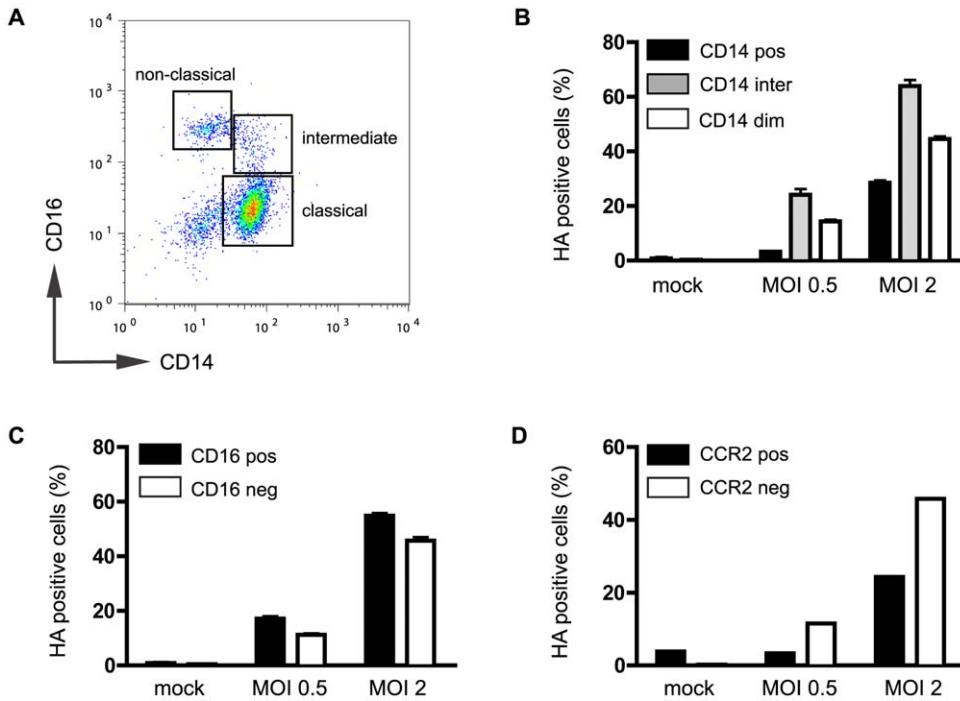 A
CD16
10 4
10 3
10 2
10 1
10 0
non-classical
intermediate
classical
10 0 10 1 10 2 10 3 10 4
CD14
B
HA positive cells (%)
80
60
40
20
0
CD14 pos
CD14 inter
CD14 dim
mock MOI 0.5 MOI 2
C
HA positive cells (%)
80
60
40
20
0
CD16 pos
CD16 neg
mock MOI 0.5 MOI 2
D
HA positive cells (%)
60
40
20
0
CCR2 pos
CCR2 neg
mock MOI 0.5 MOI 2